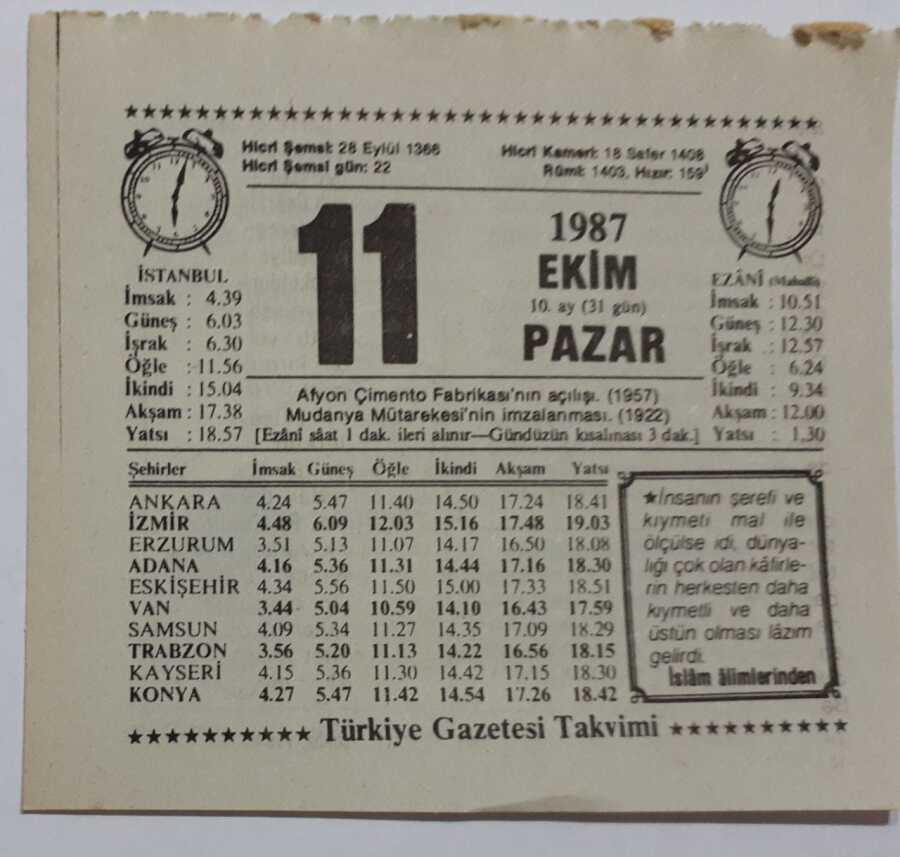 Hicrî Şemsî: 28 Eylül 1366
Hicrî Şemsî gün: 22
Hicrî Kamerî: 18 Safer 1408
Rûmî: 1403, Hızır: 159
11
1987
EKİM
10. ay (31 gün)
PAZAR
İSTANBUL
İmsak : 4.39
Güneş : 6.03
İşrak : 6.30
Öğle : 11.56
İkindi : 15.04
Akşam : 17.38
Yatsı : 18.57
EZÂNÎ (Mahallî)
İmsak : 10.51
Güneş : 12.30
İşrak : 12.57
Öğle : 6.24
İkindi : 9.34
Akşam : 12.00
Yatsı : 1.30
Afyon Çimento Fabrikası'nın açılışı. (1957)
Mudanya Mütarekesi'nin imzalanması. (1922)
[Ezânî sâat 1 dak. ileri alınır—Gündüzün kısalması 3 dak.]
Şehirler İmsak Güneş Öğle İkindi Akşam Yatsı
ANKARA 4.24 5.47 11.40 14.50 17.24 18.41
İZMİR 4.48 6.09 12.03 15.16 17.48 19.03
ERZURUM 3.51 5.13 11.07 14.17 16.50 18.08
ADANA 4.16 5.36 11.31 14.44 17.16 18.30
ESKİŞEHİR 4.34 5.56 11.50 15.00 17.33 18.51
VAN 3.44 5.04 10.59 14.10 16.43 17.59
SAMSUN 4.09 5.34 11.27 14.35 17.09 18.29
TRABZON 3.56 5.20 11.13 14.22 16.56 18.15
KAYSERİ 4.15 5.36 11.30 14.42 17.15 18.30
KONYA 4.27 5.47 11.42 14.54 17.26 18.42
★İnsanın şerefi ve
kıymeti mal ile
ölçülse idi, dünya-
lığı çok olan kâfirle-
rin herkesten daha
kıymetli ve daha
üstün olması lâzım
gelirdi.
İslâm âlimlerinden
★★★★★★★★★★ Türkiye Gazetesi Takvimi ★★★★★★★★★★